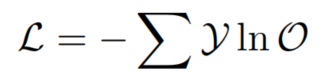 ℒ = − ∑ 𝒴 ln 𝒪